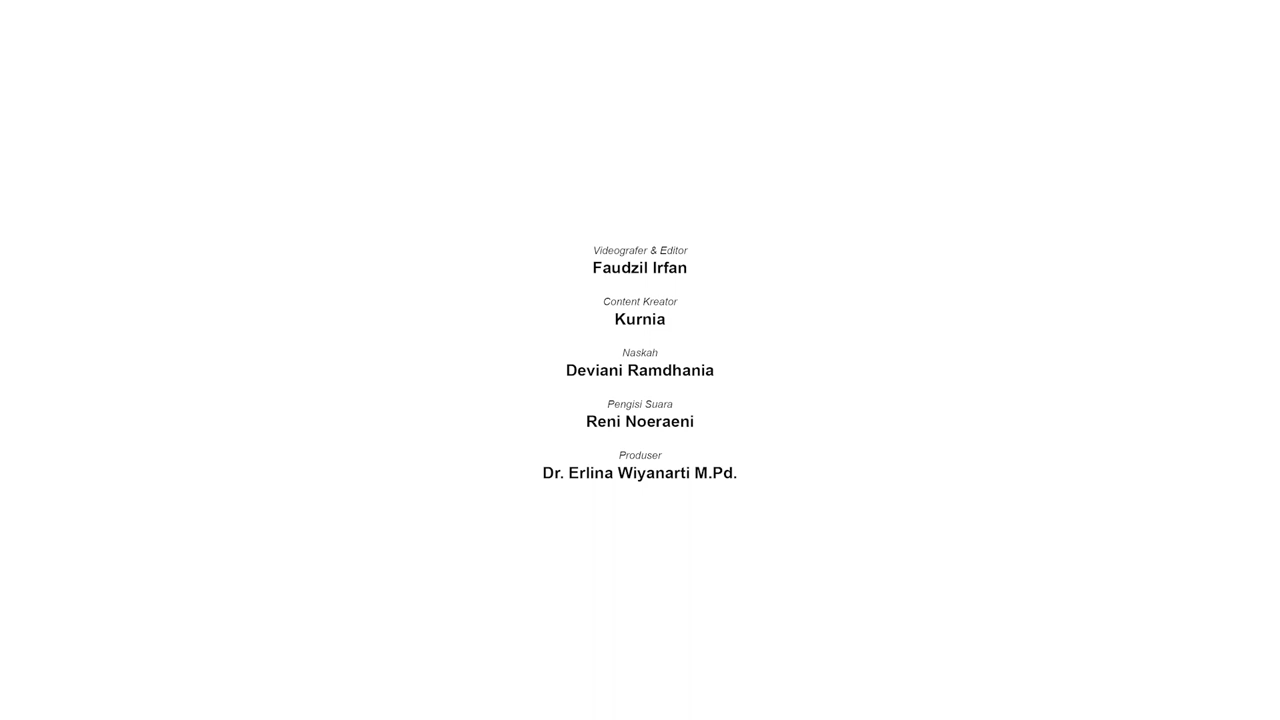 Videografer & Editor
Faudzil Irfan
Content Kreator
Kurnia
Naskah
Deviani Ramdhania
Pengisi Suara
Reni Noeraeni
Produser
Dr. Erlina Wiyanarti M.Pd.